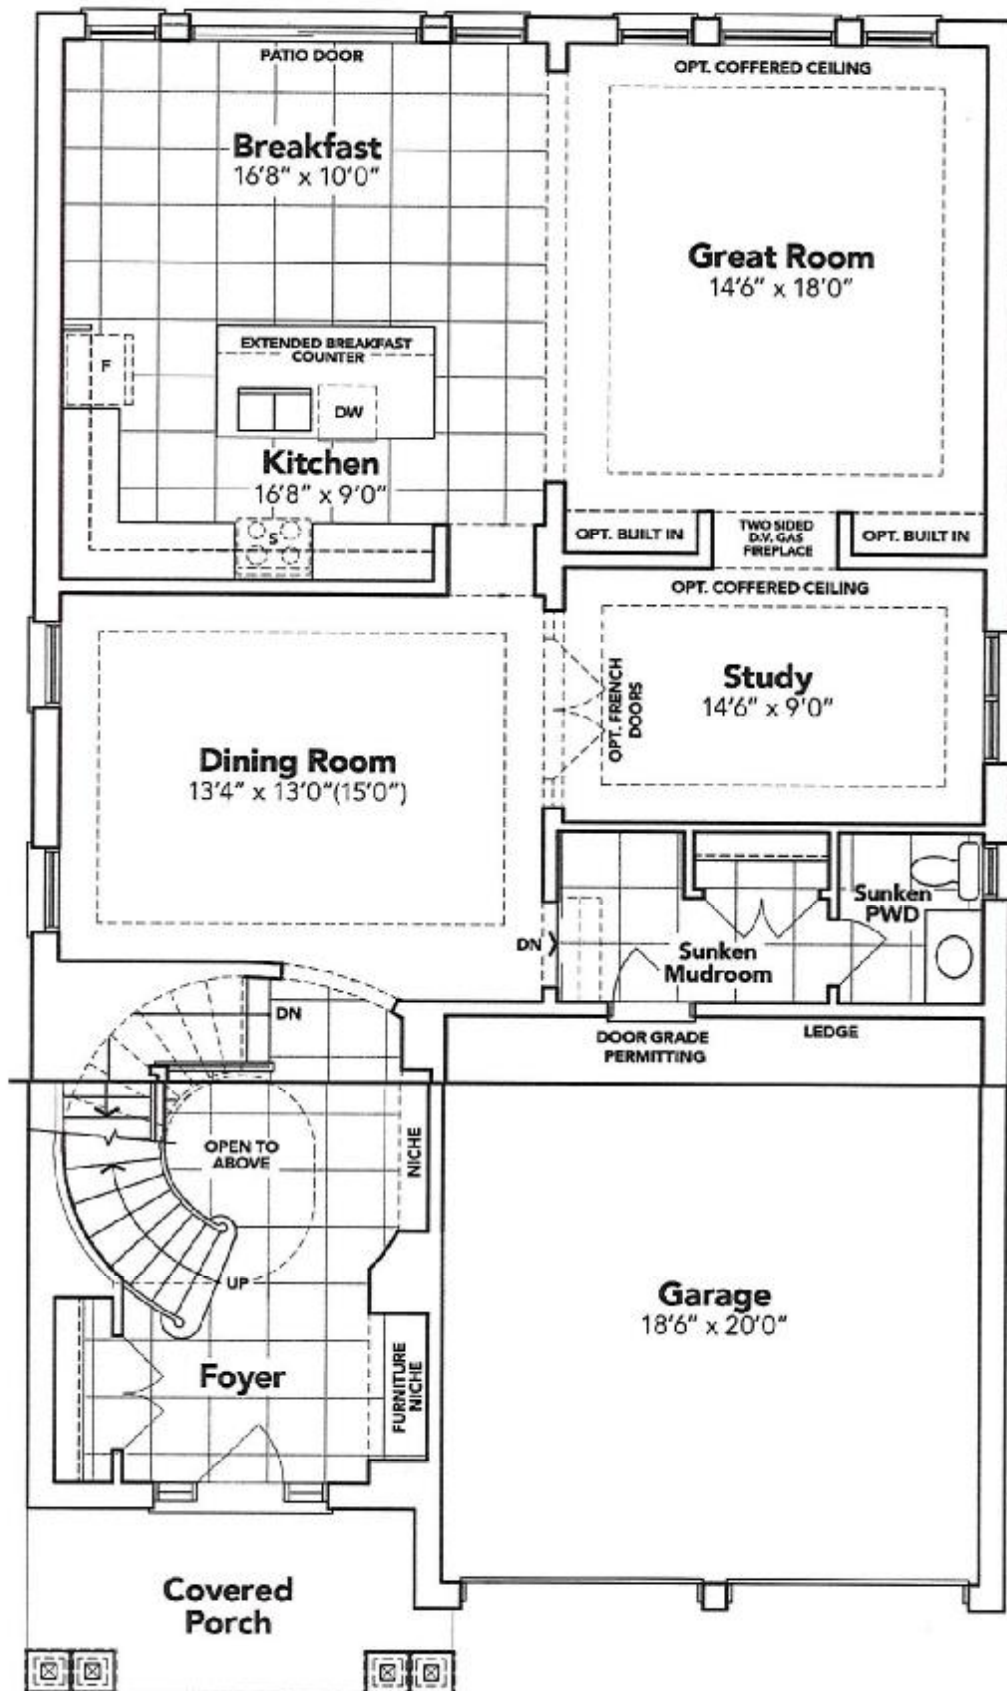 PATIO DOOR
OPT. COFFERED CEILING
Breakfast
16'8" x 10'0"
Great Room
14'6" x 18'0"
EXTENDED BREAKFAST
COUNTER
F
DW
Kitchen
16'8" x 9'0"
S
OPT. BUILT IN
TWO SIDED
D.V. GAS
FIREPLACE
OPT. BUILT IN
OPT. COFFERED CEILING
Study
14'6" x 9'0"
OPT. FRENCH
DOORS
Dining Room
13'4" x 13'0"(15'0")
Sunken
PWD
DN
Sunken
Mudroom
DN
DOOR GRADE
PERMITTING
LEDGE
OPEN TO
ABOVE
NICHE
UP
Garage
18'6" x 20'0"
Foyer
FURNITURE
NICHE
Covered
Porch